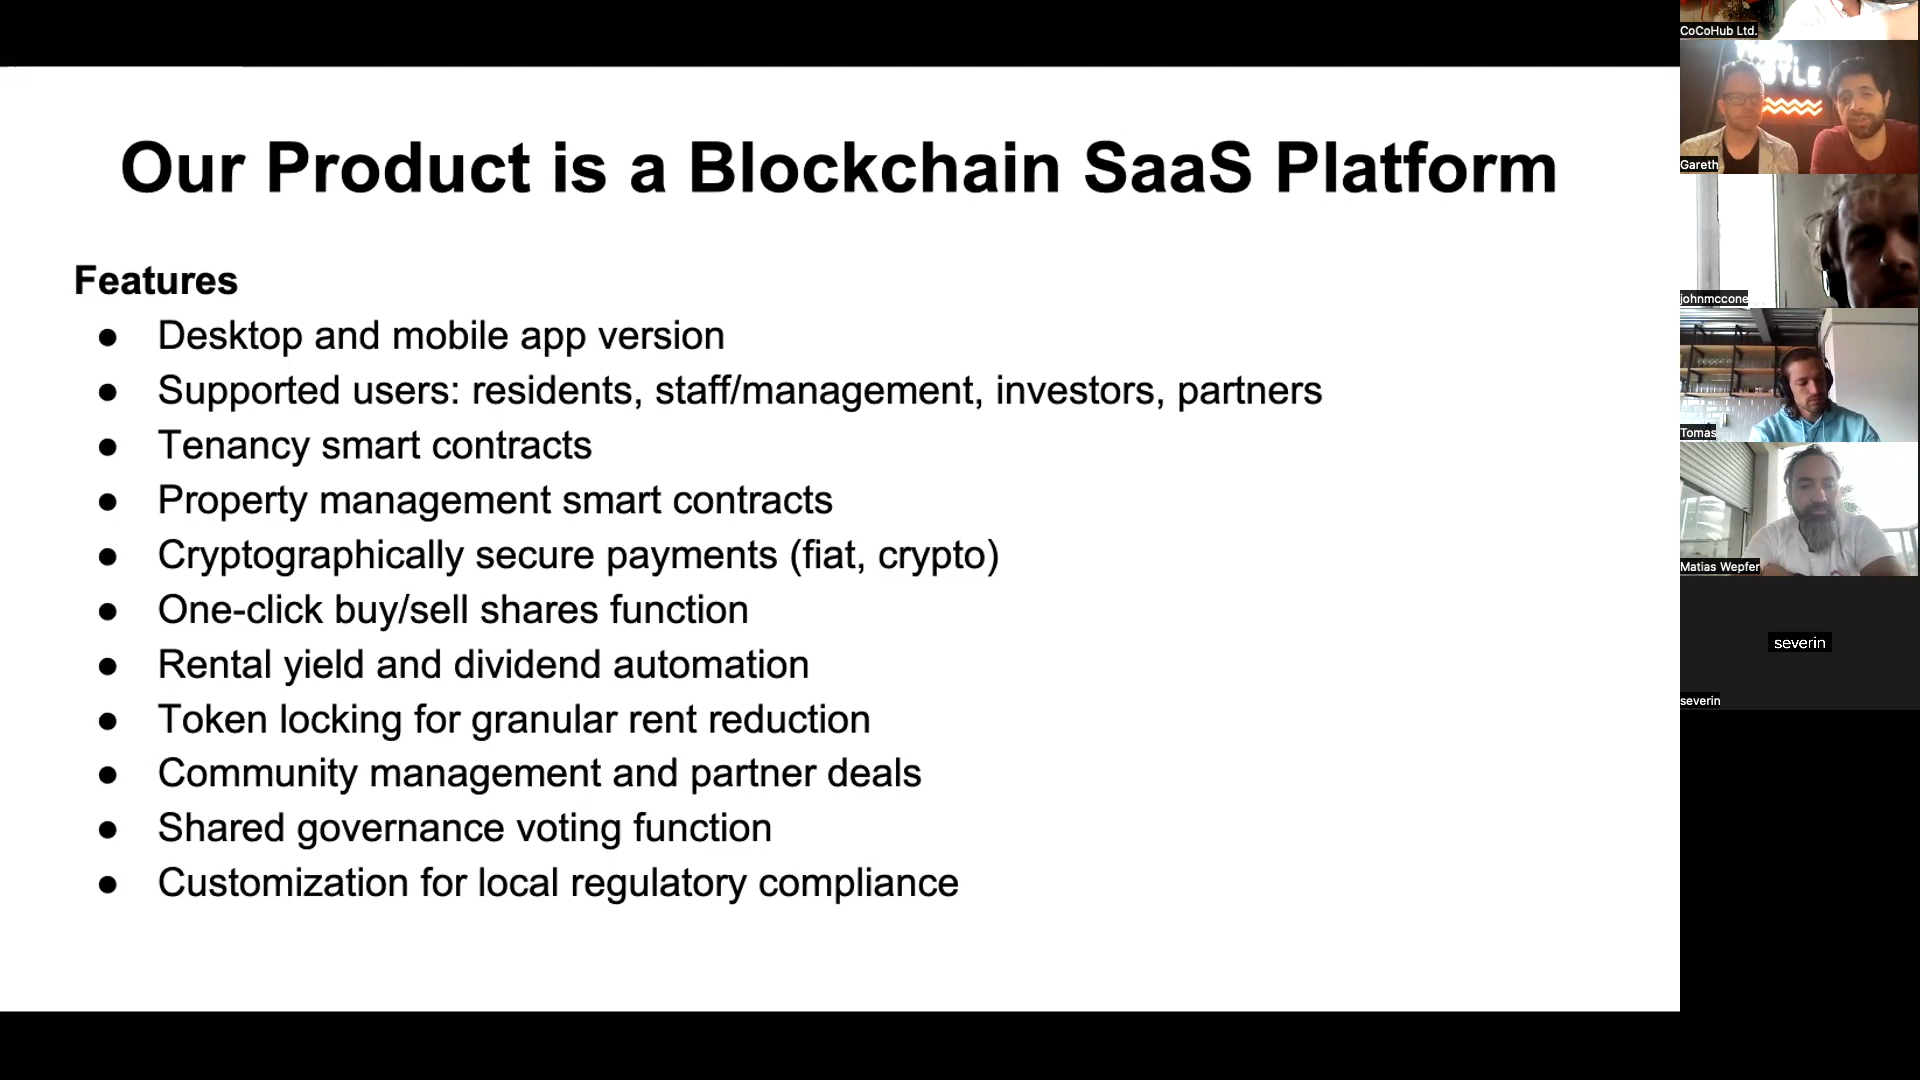 Our Product is a Blockchain SaaS Platform
Features
● Desktop and mobile app version
● Supported users: residents, staff/management, investors, partners
● Tenancy smart contracts
● Property management smart contracts
● Cryptographically secure payments (fiat, crypto)
● One-click buy/sell shares function
● Rental yield and dividend automation
● Token locking for granular rent reduction
● Community management and partner deals
● Shared governance voting function
● Customization for local regulatory compliance
CoCoHub Ltd.
Gareth
johnmccone
Tomas
Matias Wepfer
severin
severin